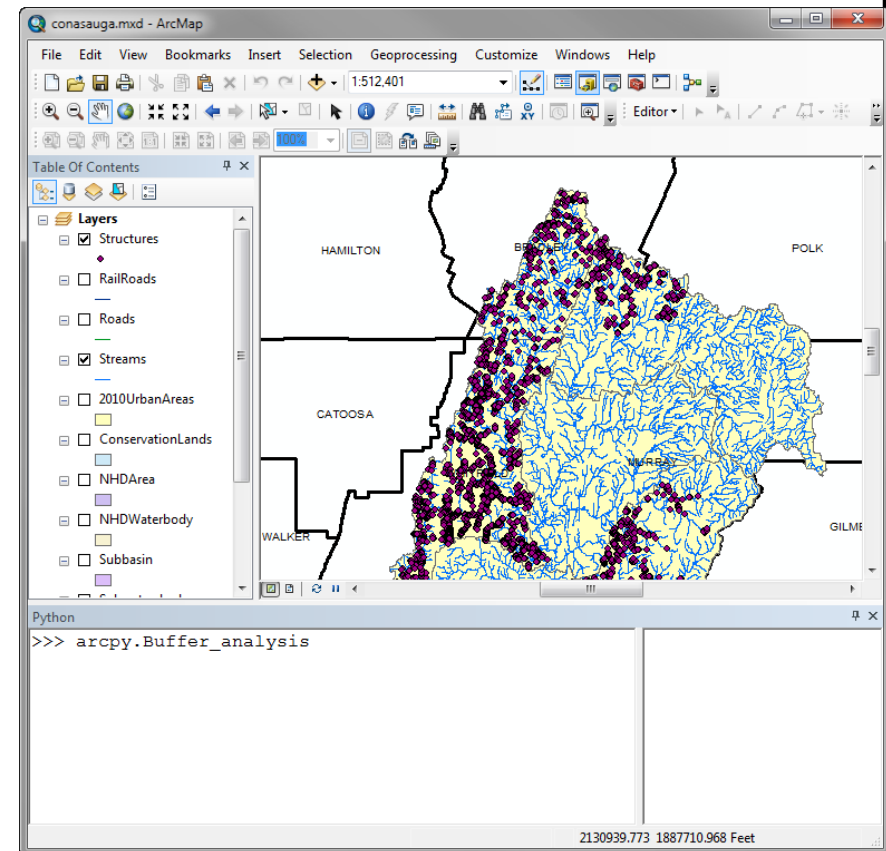 conasauga.mxd - ArcMap
File Edit View Bookmarks Insert Selection Geoprocessing Customize Windows Help
1:512,401
Editor
100%
Table Of Contents
Layers
Structures
RailRoads
Roads
Streams
2010UrbanAreas
ConservationLands
NHDArea
NHDWaterbody
Subbasin
HAMILTON
POLK
CATOOSA
MURRAY
WALKER
Python
>>> arcpy.Buffer_analysis
2130939.773 1887710.968 Feet